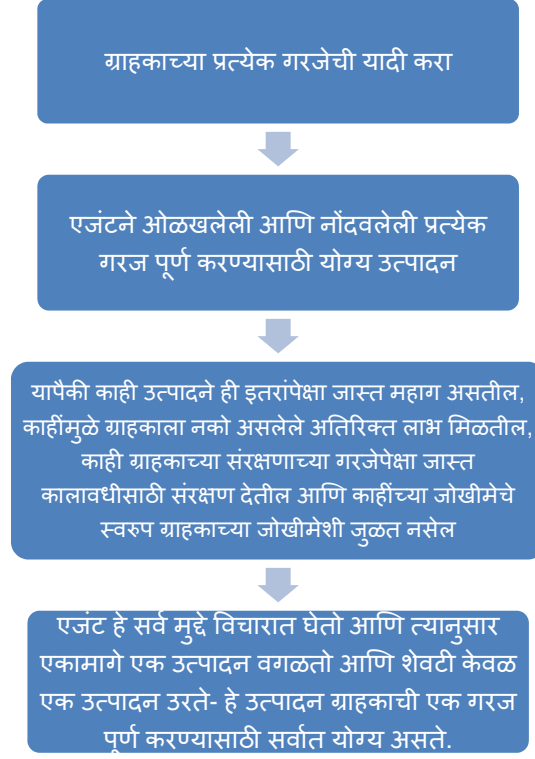 ग्राहकाच्या प्रत्येक गरजेची यादी करा
एजंटने ओळखलेली आणि नोंदवलेली प्रत्येक
गरज पूर्ण करण्यासाठी योग्य उत्पादन
यापैकी काही उत्पादने ही इतरांपेक्षा जास्त महाग असतील,
काहींमुळे ग्राहकाला नको असलेले अतिरिक्त लाभ मिळतील,
काही ग्राहकाच्या संरक्षणाच्या गरजेपेक्षा जास्त
कालावधीसाठी संरक्षण देतील आणि काहींच्या जोखीमेचे
स्वरुप ग्राहकाच्या जोखीमेशी जुळत नसेल
एजंट हे सर्व मुद्दे विचारात घेतो आणि त्यानुसार
एकामागे एक उत्पादन वगळतो आणि शेवटी केवळ
एक उत्पादन उरते- हे उत्पादन ग्राहकाची एक गरज
पूर्ण करण्यासाठी सर्वात योग्य असते.